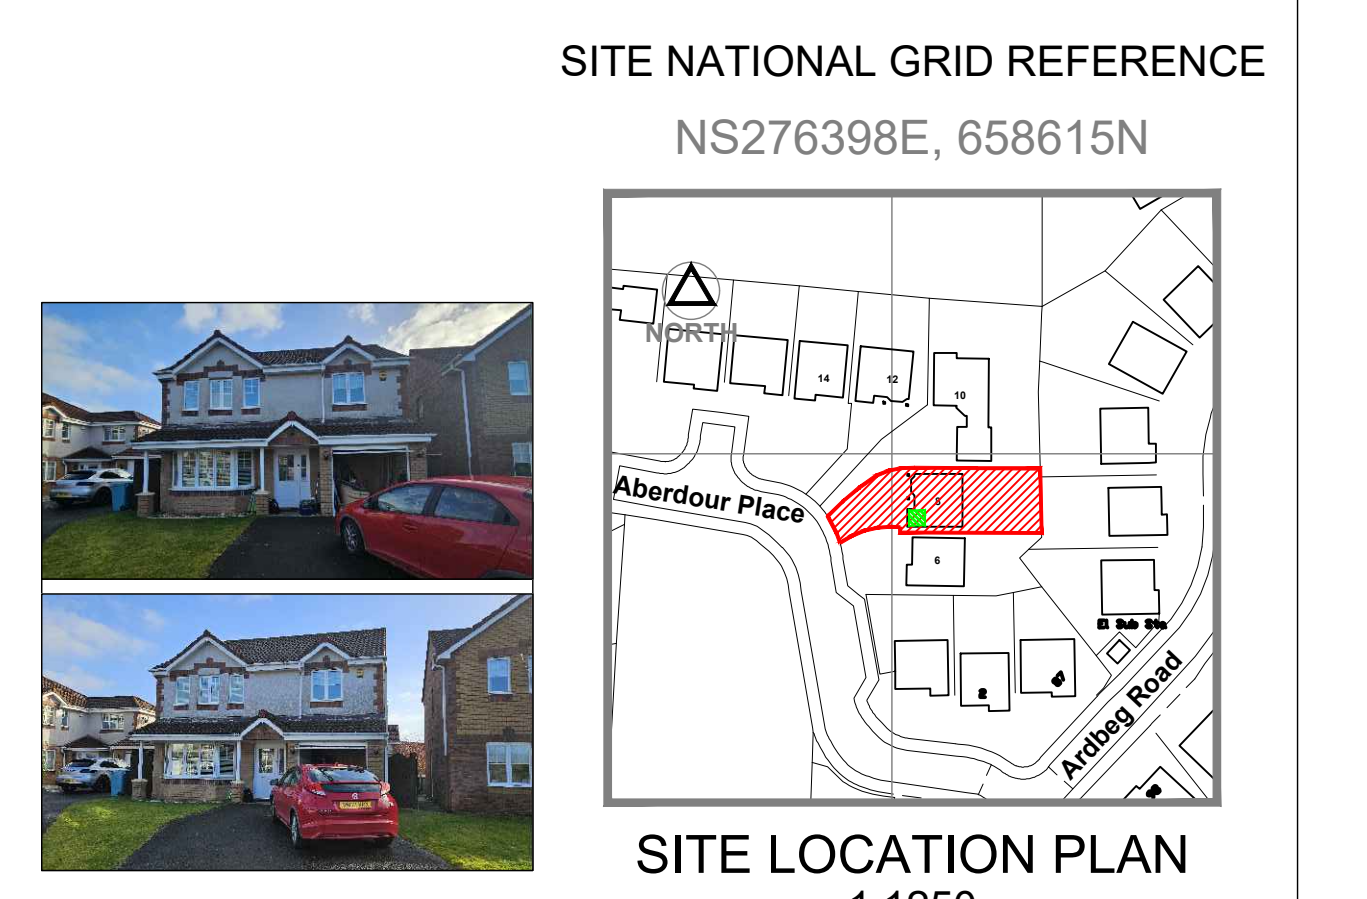 SITE NATIONAL GRID REFERENCE
NS276398E, 658615N
NORTH
14
12
10
Aberdour Place
8
6
El Sub Sta
2
67
Ardbeg Road
SITE LOCATION PLAN